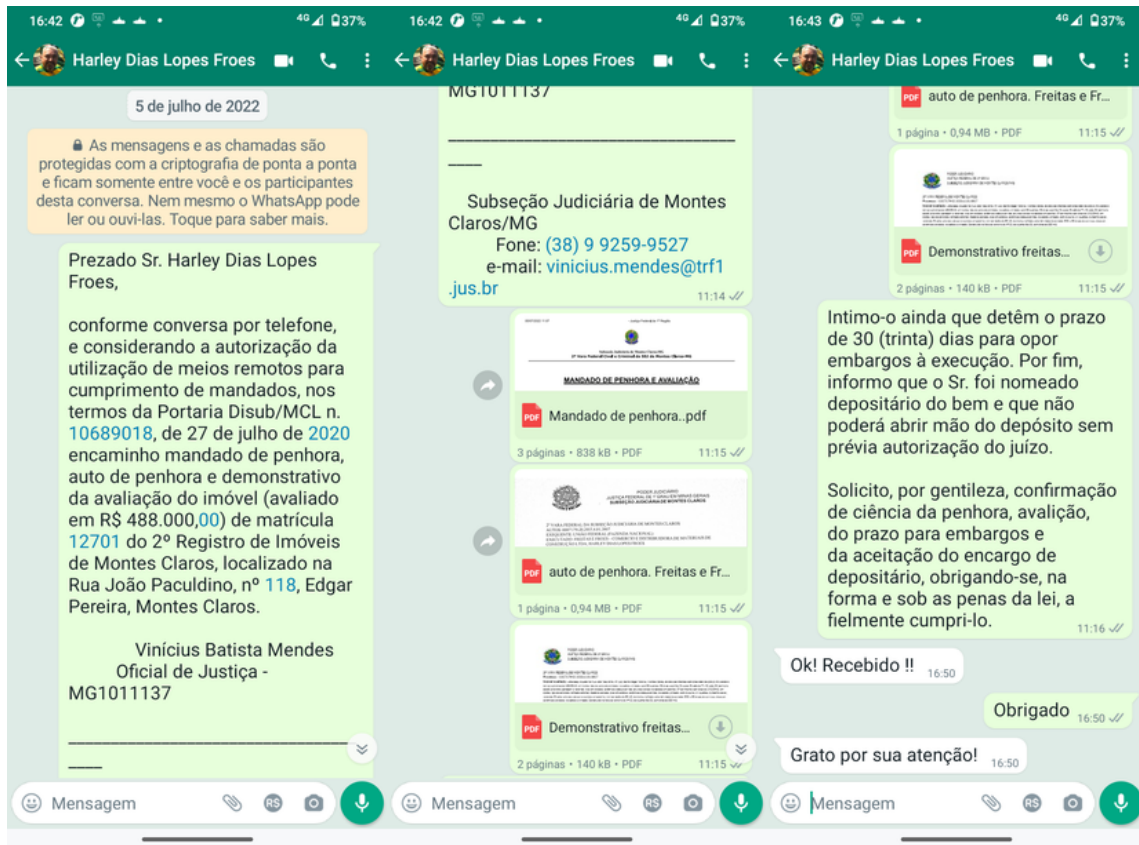 16:42
4G
37%
Harley Dias Lopes Froes
5 de julho de 2022
As mensagens e as chamadas são
protegidas com a criptografia de ponta a ponta
e ficam somente entre você e os participantes
desta conversa. Nem mesmo o WhatsApp pode
ler ou ouvi-las. Toque para saber mais.
Prezado Sr. Harley Dias Lopes
Froes,
conforme conversa por telefone,
e considerando a autorização da
utilização de meios remotos para
cumprimento de mandados, nos
termos da Portaria Disub/MCL n.
10689018, de 27 de julho de 2020
encaminho mandado de penhora,
auto de penhora e demonstrativo
da avaliação do imóvel (avaliado
em R$ 488.000,00) de matrícula
12701 do 2º Registro de Imóveis
de Montes Claros, localizado na
Rua João Paculdino, nº 118, Edgar
Pereira, Montes Claros.
Vinícius Batista Mendes
Oficial de Justiça -
MG1011137
Mensagem
RS
16:42
4G
37%
Harley Dias Lopes Froes
MG1011137
Subseção Judiciária de Montes
Claros/MG
Fone: (38) 9 9259-9527
e-mail: vinicius.mendes@trf1
.jus.br
11:14
MANDADO DE PENHORA E AVALIAÇÃO
PDF
Mandado de penhora..pdf
3 páginas • 838 kB • PDF
11:15
PODER JUDICIÁRIO
PDF
auto de penhora. Freitas e Fr...
1 página • 0,94 MB • PDF
11:15
PDF
Demonstrativo freitas...
2 páginas • 140 kB • PDF
11:15
Mensagem
RS
16:43
4G
37%
Harley Dias Lopes Froes
PDF
auto de penhora. Freitas e Fr...
1 página • 0,94 MB • PDF
11:15
PDF
Demonstrativo freitas...
2 páginas • 140 kB • PDF
11:15
Intimo-o ainda que detêm o prazo
de 30 (trinta) dias para opor
embargos à execução. Por fim,
informo que o Sr. foi nomeado
depositário do bem e que não
poderá abrir mão do depósito sem
prévia autorização do juízo.
Solicito, por gentileza, confirmação
de ciência da penhora, avalição,
do prazo para embargos e
da aceitação do encargo de
depositário, obrigando-se, na
forma e sob as penas da lei, a
fielmente cumpri-lo.
11:16
Ok! Recebido !!
16:50
Obrigado
16:50
Grato por sua atenção!
16:50
Mensagem
RS